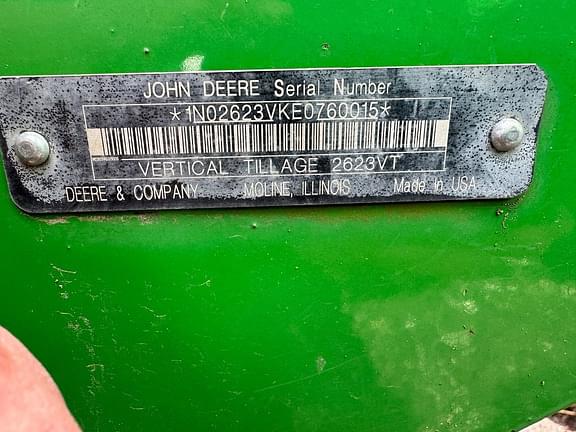 JOHN DEERE Serial Number
*1N02623VKE0760015*
VERTICAL TILLAGE 2623VT
DEERE & COMPANY MOLINE, ILLINOIS Made in USA